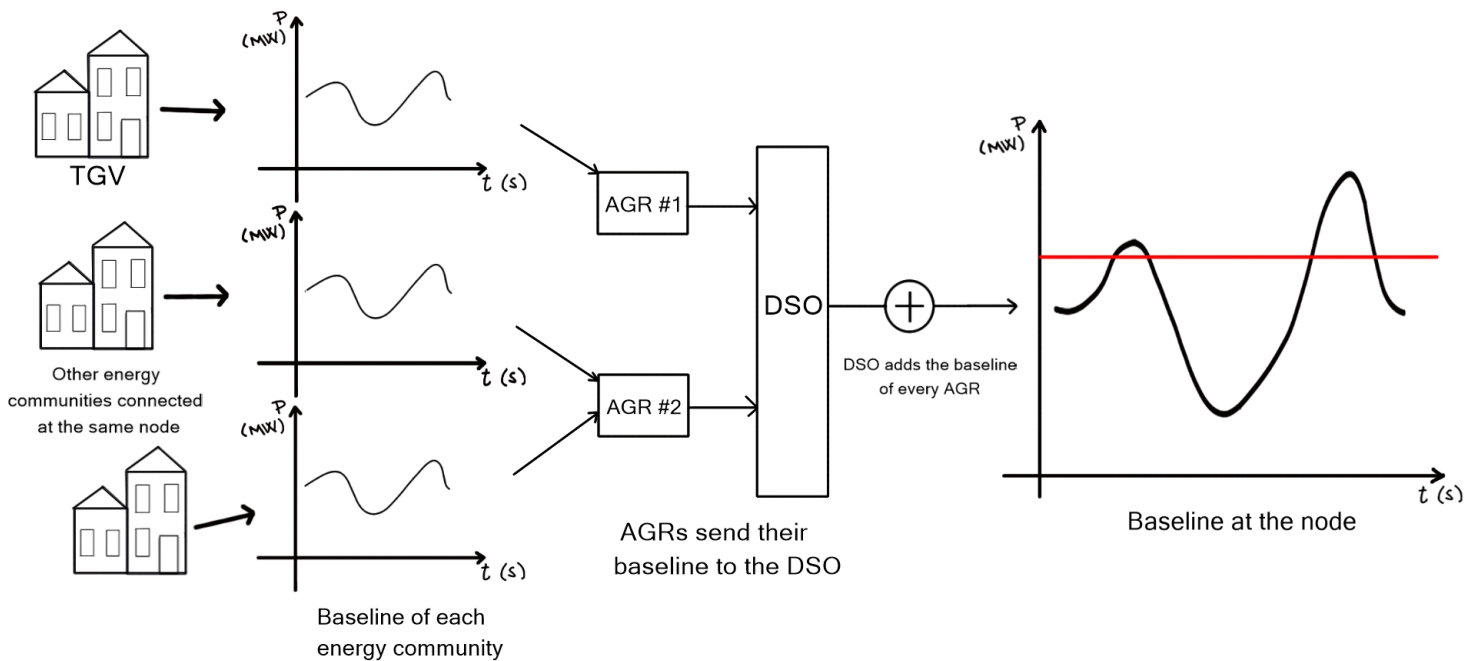 P
(MW)
t (s)
TGV
P
(MW)
t (s)
Other energy
communities connected
at the same node
P
(MW)
t (s)
Baseline of each
energy community
AGR #1
AGR #2
AGRs send their
baseline to the DSO
DSO
DSO adds the baseline
of every AGR
P
(MW)
t (s)
Baseline at the node